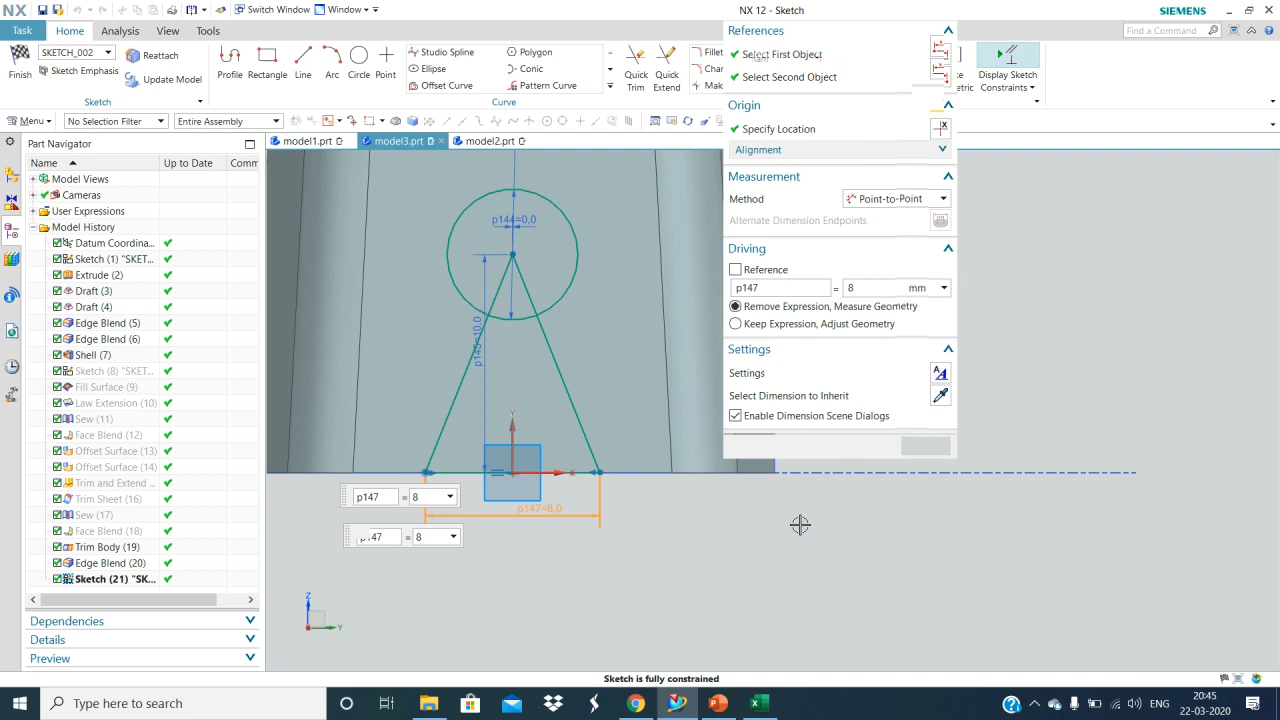 NX
Switch Window
Window
NX 12 - Sketch
SIEMENS
Task
Home
Analysis
View
Tools
Find a Command
Finish
SKETCH_002
Sketch Emphasis
Reattach
Update Model
Sketch
Profile
Rectangle
Line
Arc
Circle
Point
Studio Spline
Ellipse
Offset Curve
Polygon
Conic
Pattern Curve
Curve
Quick Trim
Quick Extend
Fillet
Display Sketch Constraints
Menu
No Selection Filter
Entire Assembly
Part Navigator
model1.prt
model3.prt
model2.prt
Name
Up to Date
Comm
Model Views
Cameras
User Expressions
Model History
Datum Coordina...
Sketch (1) "SKET...
Extrude (2)
Draft (3)
Draft (4)
Edge Blend (5)
Edge Blend (6)
Shell (7)
Sketch (8) "SKET...
Fill Surface (9)
Law Extension (10)
Sew (11)
Face Blend (12)
Offset Surface (13)
Offset Surface (14)
Trim and Extend ...
Trim Sheet (16)
Sew (17)
Face Blend (18)
Trim Body (19)
Edge Blend (20)
Sketch (21) "SK...
Dependencies
Details
Preview
p144=0,0
p145=10,0
Y
X
p147 = 8
p147=8,0
Z
Y
References
Select First Object
Select Second Object
Origin
Specify Location
Alignment
Measurement
Method
Point-to-Point
Alternate Dimension Endpoints
Driving
Reference
p147 = 8 mm
Remove Expression, Measure Geometry
Keep Expression, Adjust Geometry
Settings
Settings
Select Dimension to Inherit
Enable Dimension Scene Dialogs
Sketch is fully constrained
Type here to search
ENG
20:45
22-03-2020